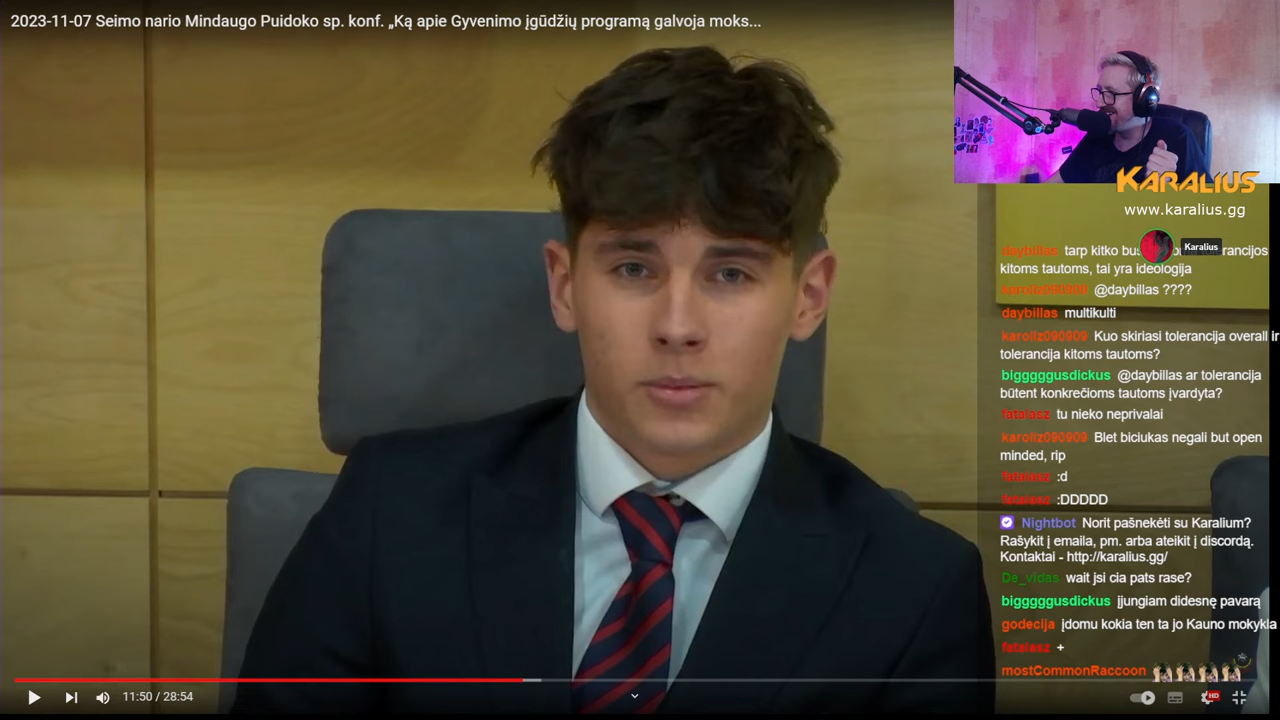 2023-11-07 Seimo nario Mindaugo Puidoko sp. konf. „Ką apie Gyvenimo įgūdžių programą galvoja moks...
KARALIUS
www.karalius.gg
Karalius
daybillas tarp kitko rancijos
kitoms tautoms, tai yra ideologija
karoliz090909 @daybillas ????
daybillas multikulti
karoliz090909 Kuo skiriasi tolerancija overall ir
tolerancija kitoms tautoms?
bigggggusdickus @daybillas ar tolerancija
būtent konkrečioms tautoms įvardyta?
fatalasz tu nieko neprivalai
karoliz090909 Blet biciukas negali but open
minded, rip
fatalasz :d
fatalasz :DDDDD
Nightbot Norit pašnekėti su Karalium?
Rašykit į emaila, pm. arba ateikit į discordą.
Kontaktai - http://karalius.gg/
De_vidas wait jsi cia pats rase?
bigggggusdickus įjungiam didesnę pavarą
godecija įdomu kokia ten ta jo Kauno mokykla
fatalasz +
mostCommonRaccoon
11:50 / 28:54
HD